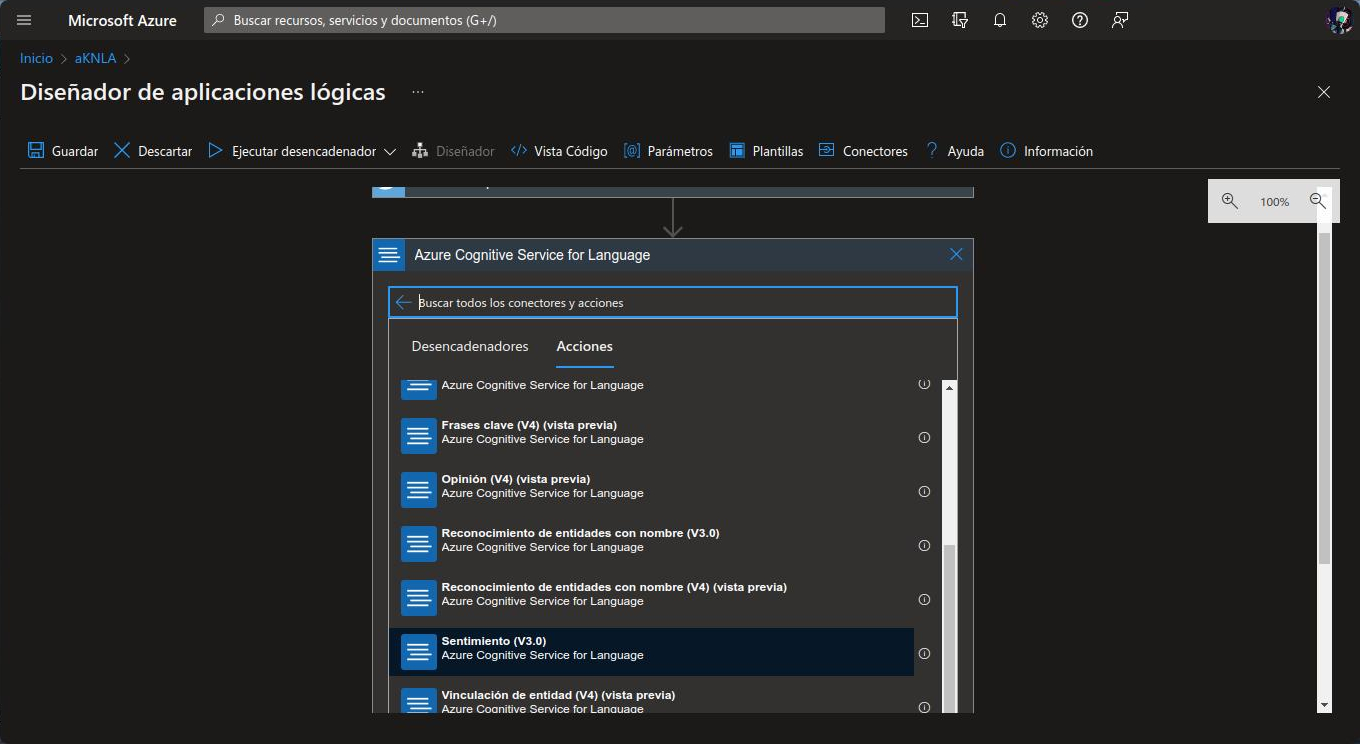 Microsoft Azure
Buscar recursos, servicios y documentos (G+/)
Inicio > aKNLA >
Diseñador de aplicaciones lógicas ...
Guardar Descartar Ejecutar desencadenador Diseñador Vista Código Parámetros Plantillas Conectores Ayuda Información
100%
Azure Cognitive Service for Language
Buscar todos los conectores y acciones
Desencadenadores Acciones
Azure Cognitive Service for Language
Frases clave (V4) (vista previa)
Azure Cognitive Service for Language
Opinión (V4) (vista previa)
Azure Cognitive Service for Language
Reconocimiento de entidades con nombre (V3.0)
Azure Cognitive Service for Language
Reconocimiento de entidades con nombre (V4) (vista previa)
Azure Cognitive Service for Language
Sentimiento (V3.0)
Azure Cognitive Service for Language
Vinculación de entidad (V4) (vista previa)
Azure Cognitive Service for Language